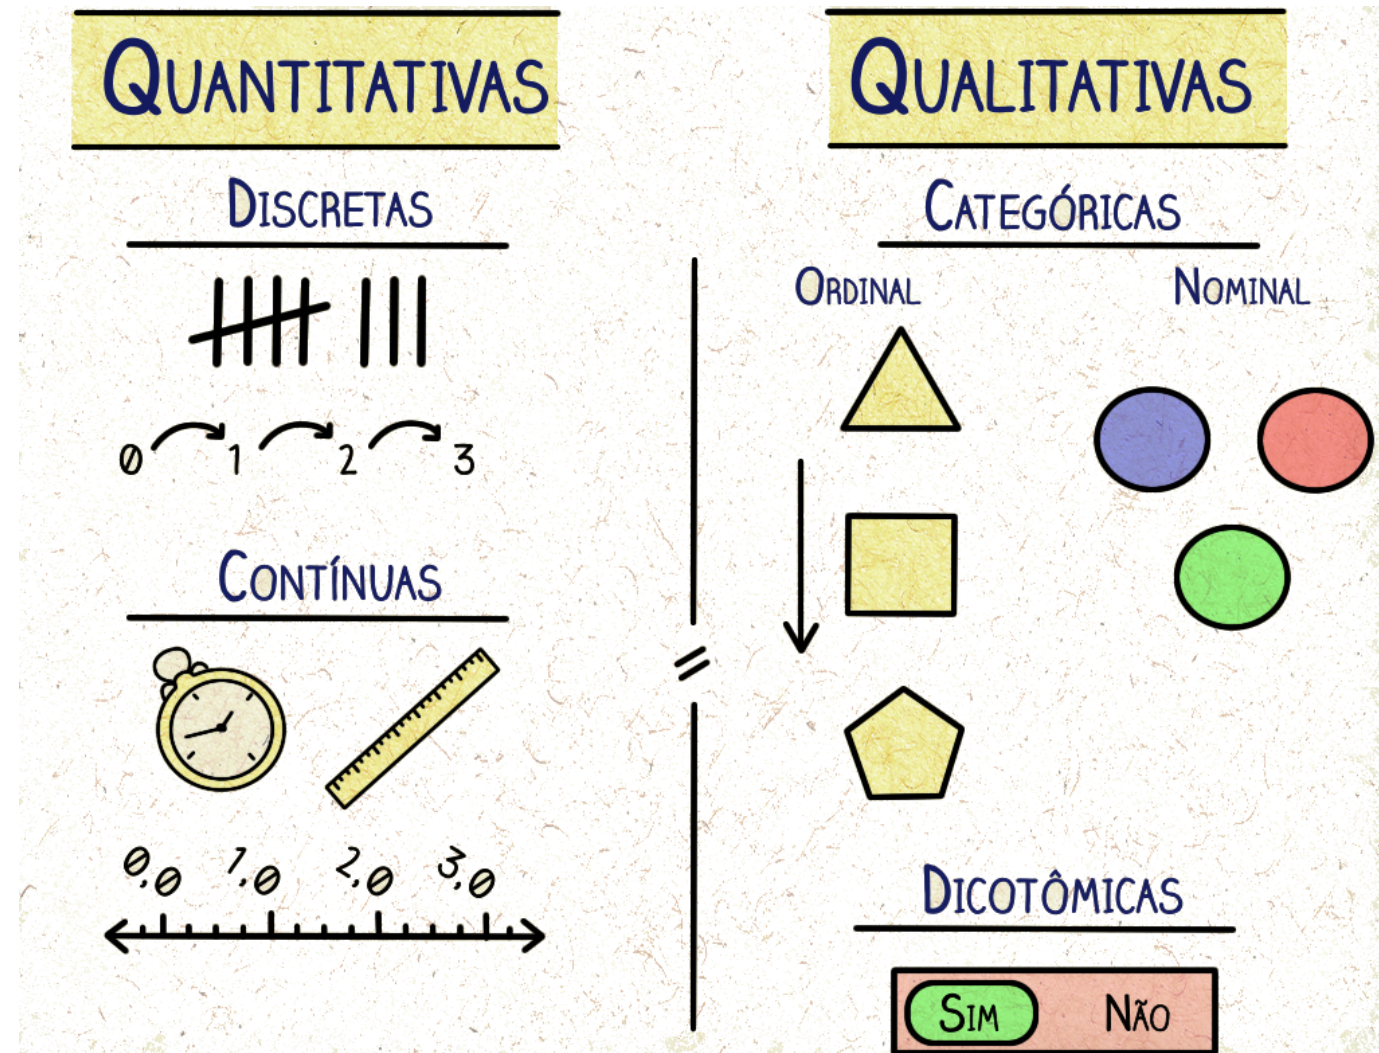 QUANTITATIVAS
DISCRETAS
0 1 2 3
CONTÍNUAS
0,0 1,0 2,0 3,0
QUALITATIVAS
CATEGÓRICAS
ORDINAL
NOMINAL
DICOTÔMICAS
SIM NÃO